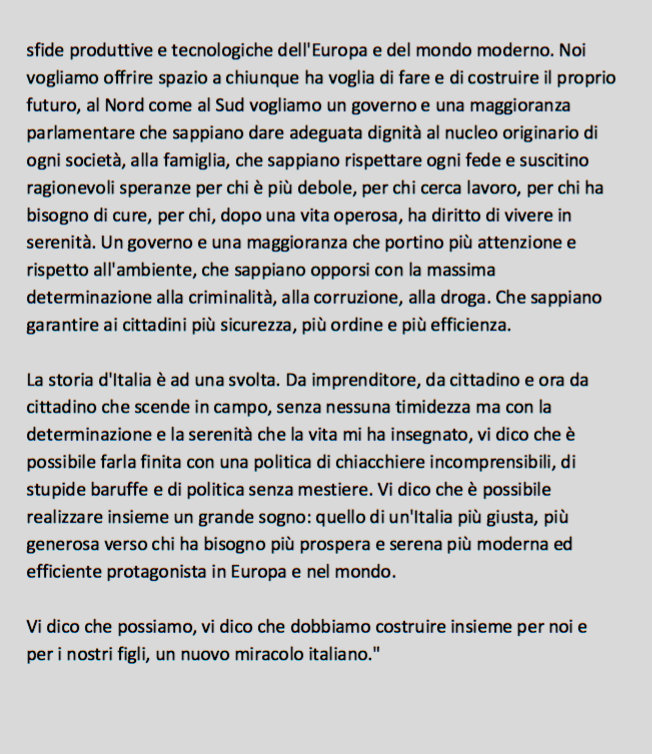 sfide produttive e tecnologiche dell'Europa e del mondo moderno. Noi
vogliamo offrire spazio a chiunque ha voglia di fare e di costruire il proprio
futuro, al Nord come al Sud vogliamo un governo e una maggioranza
parlamentare che sappiano dare adeguata dignità al nucleo originario di
ogni società, alla famiglia, che sappiano rispettare ogni fede e suscitino
ragionevoli speranze per chi è più debole, per chi cerca lavoro, per chi ha
bisogno di cure, per chi, dopo una vita operosa, ha diritto di vivere in
serenità. Un governo e una maggioranza che portino più attenzione e
rispetto all'ambiente, che sappiano opporsi con la massima
determinazione alla criminalità, alla corruzione, alla droga. Che sappiano
garantire ai cittadini più sicurezza, più ordine e più efficienza.

La storia d'Italia è ad una svolta. Da imprenditore, da cittadino e ora da
cittadino che scende in campo, senza nessuna timidezza ma con la
determinazione e la serenità che la vita mi ha insegnato, vi dico che è
possibile farla finita con una politica di chiacchiere incomprensibili, di
stupide baruffe e di politica senza mestiere. Vi dico che è possibile
realizzare insieme un grande sogno: quello di un'Italia più giusta, più
generosa verso chi ha bisogno più prospera e serena più moderna ed
efficiente protagonista in Europa e nel mondo.

Vi dico che possiamo, vi dico che dobbiamo costruire insieme per noi e
per i nostri figli, un nuovo miracolo italiano."